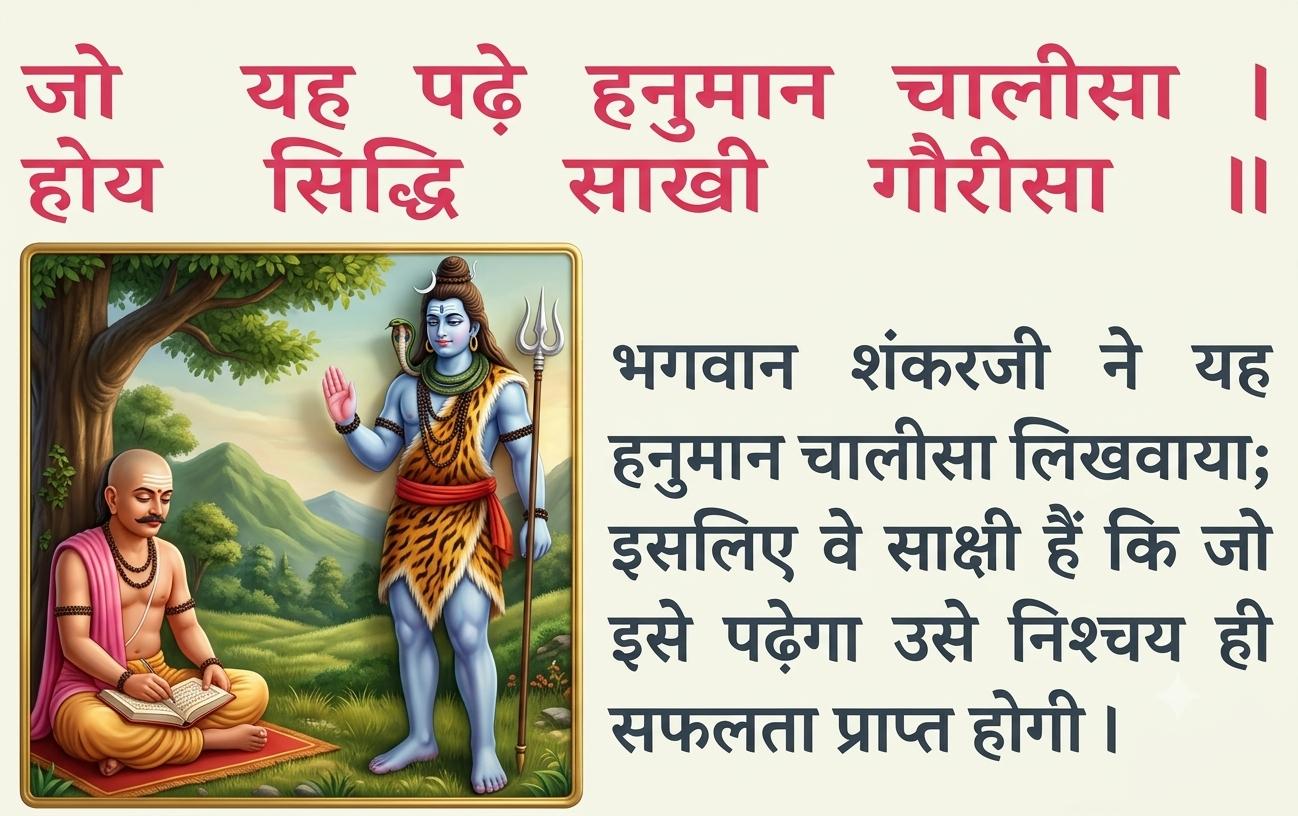 जो यह पढ़े हनुमान चालीसा ।
होय सिद्धि साखी गौरीसा ॥
भगवान शंकरजी ने यह
हनुमान चालीसा लिखवाया;
इसलिए वे साक्षी हैं कि जो
इसे पढ़ेगा उसे निश्चय ही
सफलता प्राप्त होगी ।